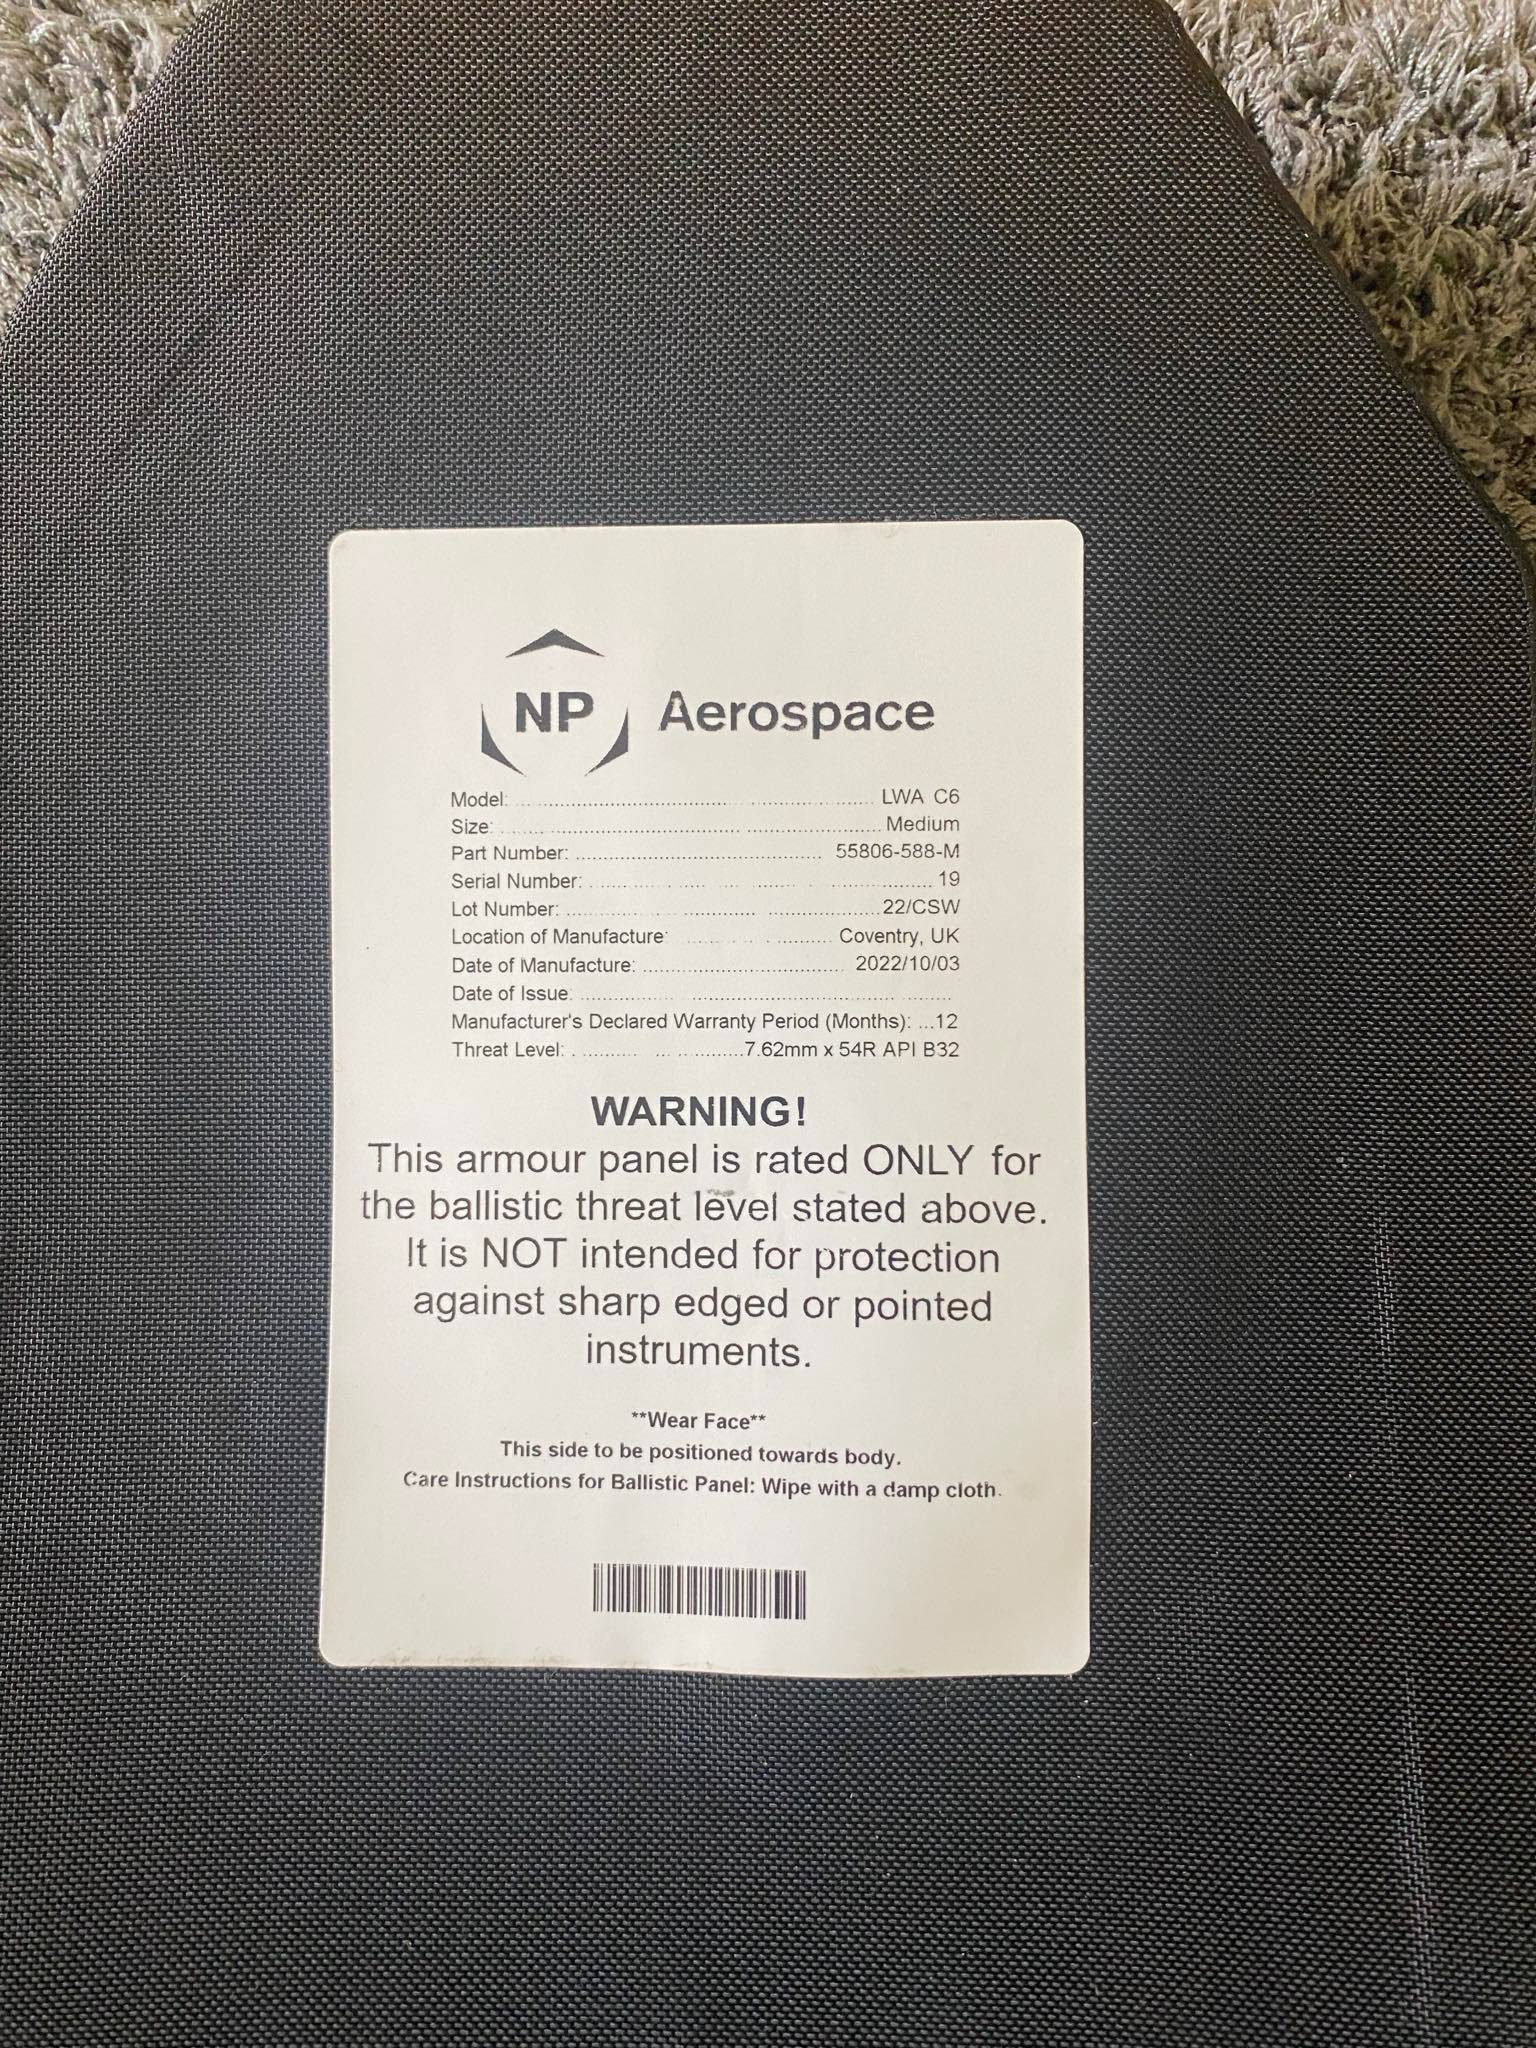 NP Aerospace
Model: LWA C6
Size: Medium
Part Number: 55806-588-M
Serial Number: 19
Lot Number: 22/CSW
Location of Manufacture: Coventry, UK
Date of Manufacture: 2022/10/03
Date of Issue:
Manufacturer's Declared Warranty Period (Months): ...12
Threat Level: 7.62mm x 54R API B32
WARNING!
This armour panel is rated ONLY for
the ballistic threat level stated above.
It is NOT intended for protection
against sharp edged or pointed
instruments.
**Wear Face**
This side to be positioned towards body.
Care Instructions for Ballistic Panel: Wipe with a damp cloth.